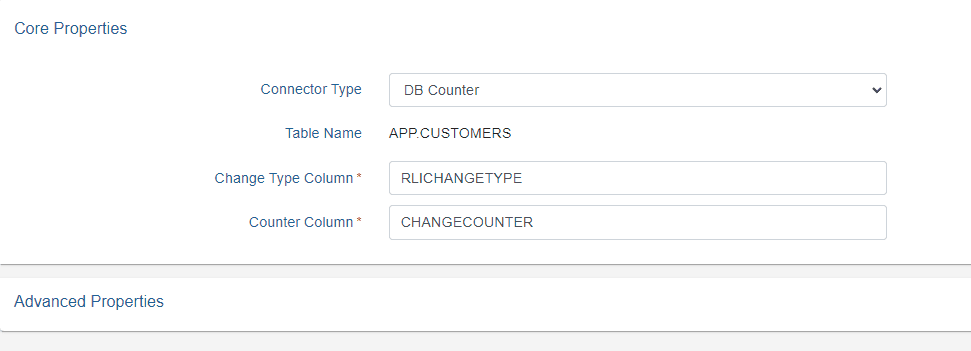 Core Properties
Connector Type DB Counter
Table Name APP.CUSTOMERS
Change Type Column * RLICHANGETYPE
Counter Column * CHANGECOUNTER
Advanced Properties